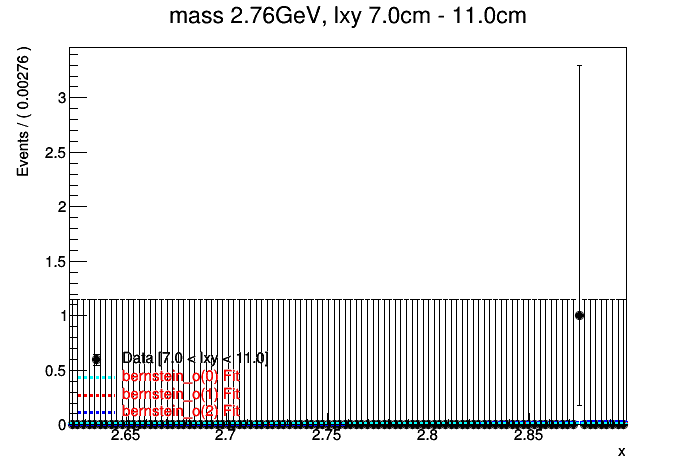 mass 2.76GeV, lxy 7.0cm - 11.0cm
Events / ( 0.00276 )
3
2.5
2
1.5
1
0.5
0
Data [7.0 < lxy < 11.0]
bernstein_o(0) Fit
bernstein_o(1) Fit
bernstein_o(2) Fit
2.65 2.7 2.75 2.8 2.85
x